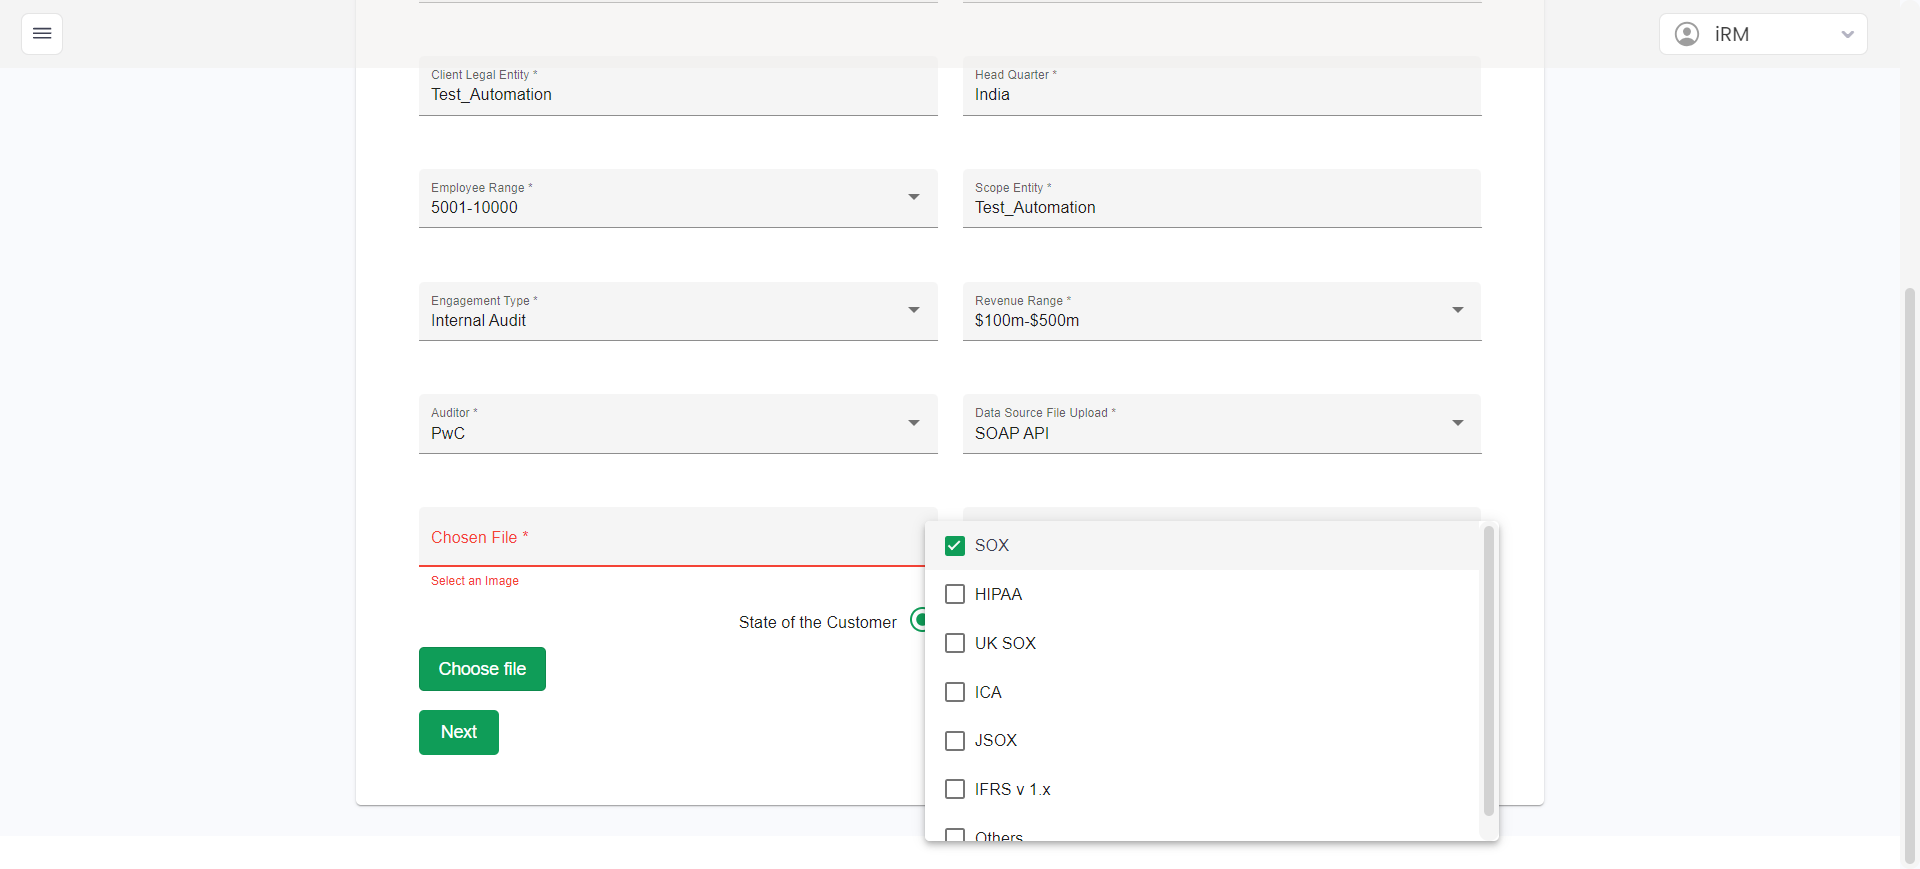 iRM
Client Legal Entity *
Test_Automation
Head Quarter *
India
Employee Range *
5001-10000
Scope Entity *
Test_Automation
Engagement Type *
Internal Audit
Revenue Range *
$100m-$500m
Auditor *
PwC
Data Source File Upload *
SOAP API
Chosen File *
Select an Image
State of the Customer
Choose file
Next
SOX
HIPAA
UK SOX
ICA
JSOX
IFRS v 1.x
Others